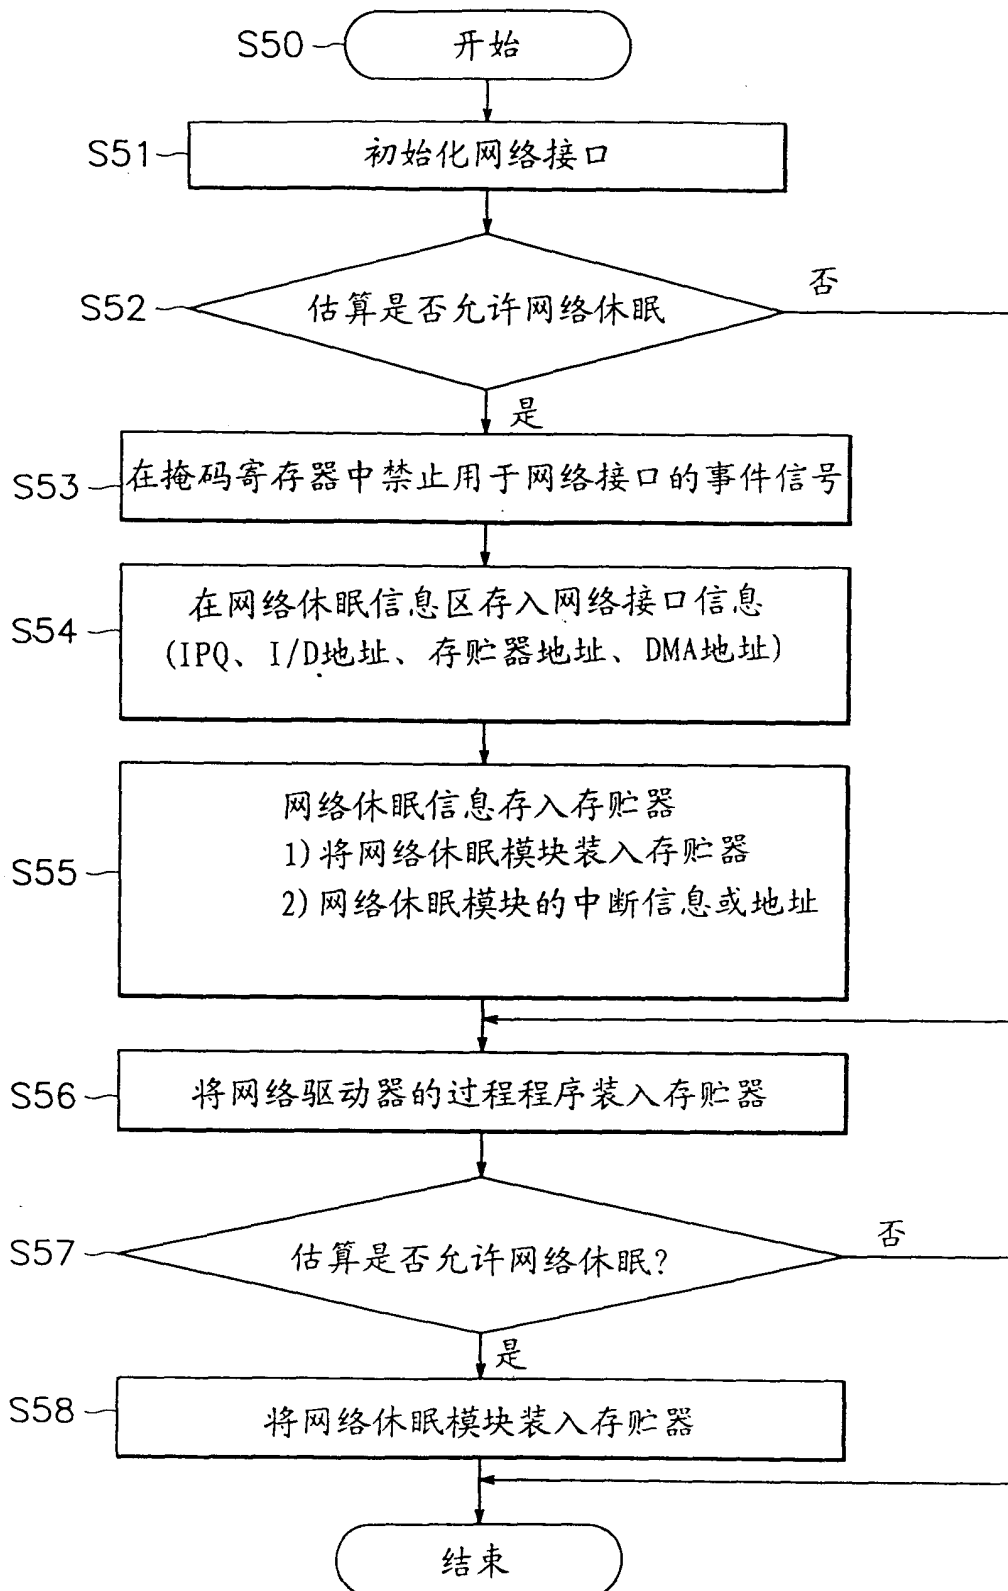 S50
开始
S51
初始化网络接口
S52
估算是否允许网络休眠
否
是
S53
在掩码寄存器中禁止用于网络接口的事件信号
S54
在网络休眠信息区存入网络接口信息
(IPQ、I/D地址、存贮器地址、DMA地址)
S55
网络休眠信息存入存贮器
1)将网络休眠模块装入存贮器
2)网络休眠模块的中断信息或地址
S56
将网络驱动器的过程程序装入存贮器
S57
估算是否允许网络休眠?
否
是
S58
将网络休眠模块装入存贮器
结束